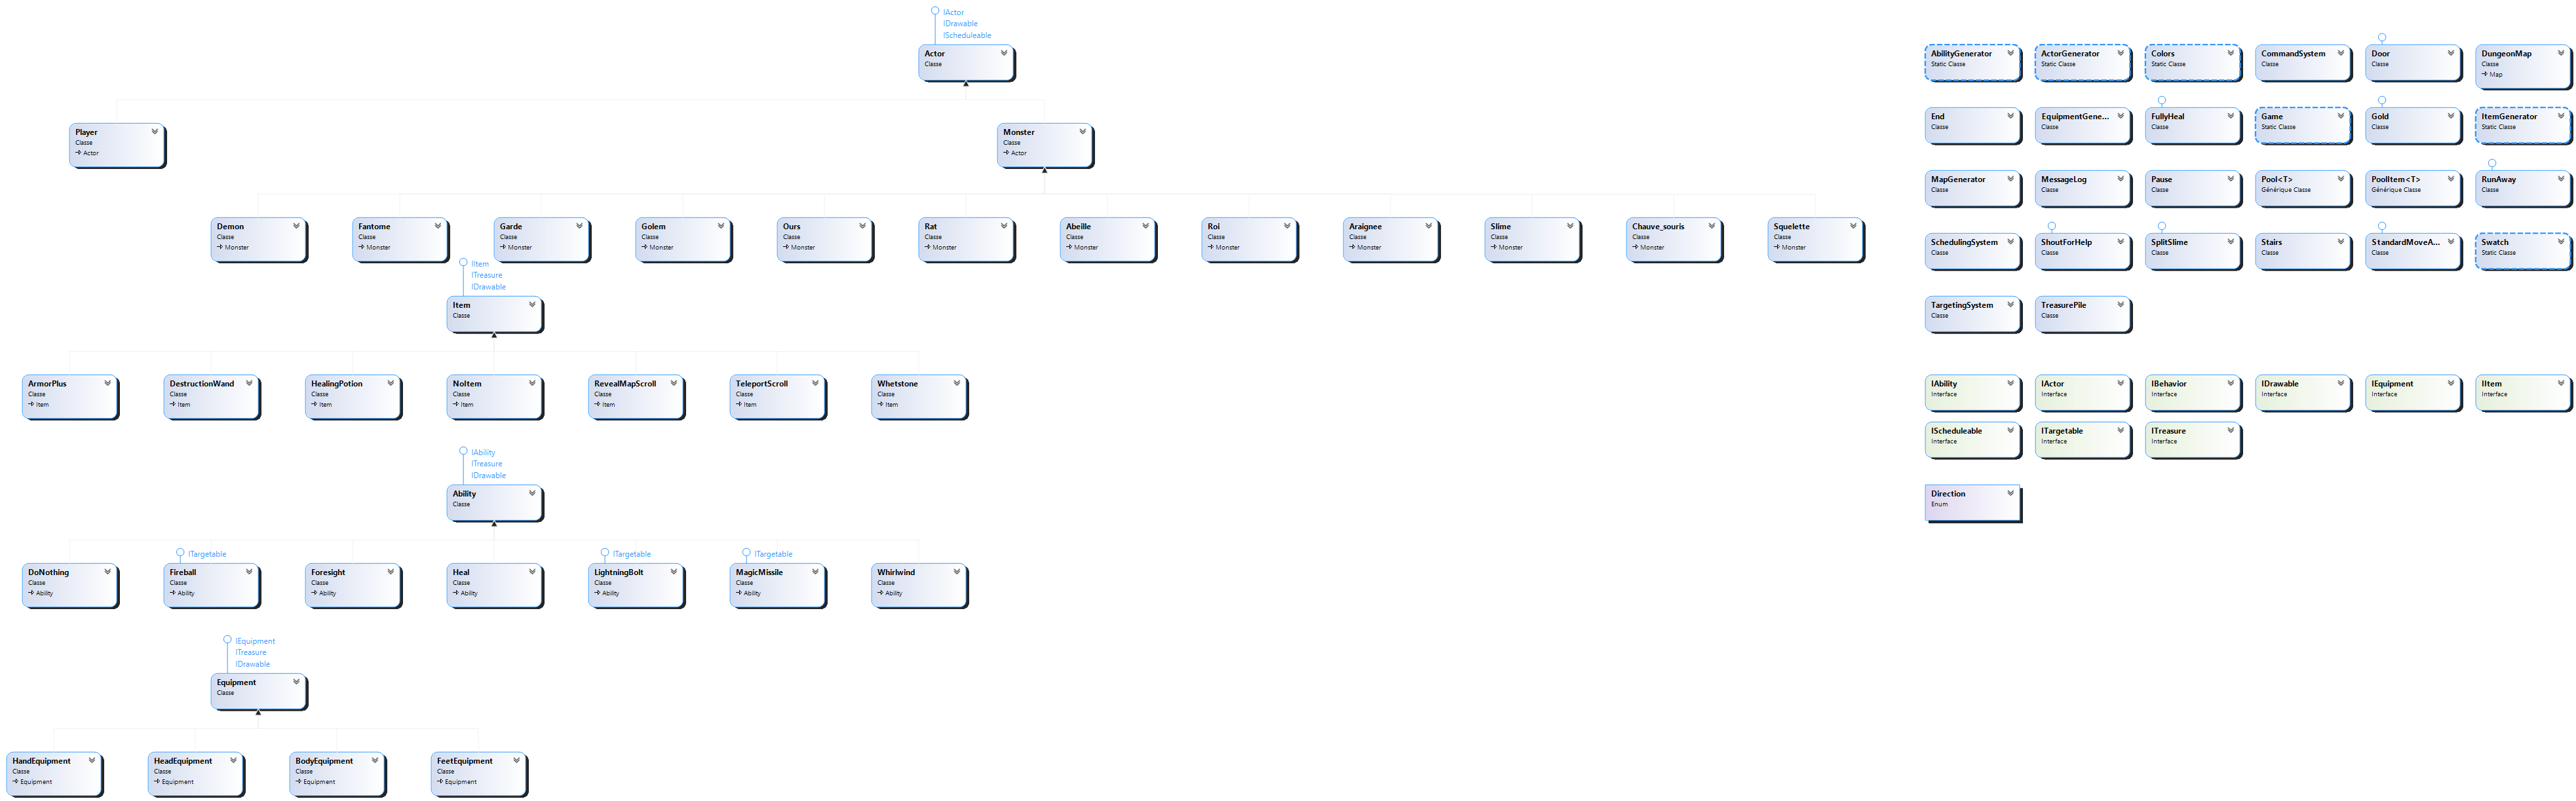 IActor
IDrawable
IScheduleable
Actor
Classe
Player
Classe
Actor
Monster
Classe
Actor
Demon
Classe
Monster
Fantome
Classe
Monster
Garde
Classe
Monster
Golem
Classe
Monster
Ours
Classe
Monster
Rat
Classe
Monster
Abeille
Classe
Monster
Roi
Classe
Monster
Araignee
Classe
Monster
Slime
Classe
Monster
Chauve_souris
Classe
Monster
Squelette
Classe
Monster
IItem
ITreasure
IDrawable
Item
Classe
ArmorPlus
Classe
Item
DestructionWand
Classe
Item
HealingPotion
Classe
Item
NoItem
Classe
Item
RevealMapScroll
Classe
Item
TeleportScroll
Classe
Item
Whetstone
Classe
Item
IAbility
ITreasure
IDrawable
Ability
Classe
DoNothing
Classe
Ability
ITargetable
Fireball
Classe
Ability
Foresight
Classe
Ability
Heal
Classe
Ability
ITargetable
LightningBolt
Classe
Ability
ITargetable
MagicMissile
Classe
Ability
Whirlwind
Classe
Ability
IEquipment
ITreasure
IDrawable
Equipment
Classe
HandEquipment
Classe
Equipment
HeadEquipment
Classe
Equipment
BodyEquipment
Classe
Equipment
FeetEquipment
Classe
Equipment
AbilityGenerator
Static Classe
ActorGenerator
Static Classe
Colors
Static Classe
CommandSystem
Classe
Door
Classe
DungeonMap
Classe
Map
End
Classe
EquipmentGene...
Classe
FullyHeal
Classe
Game
Static Classe
Gold
Classe
ItemGenerator
Static Classe
MapGenerator
Classe
MessageLog
Classe
Pause
Classe
Pool<T>
Générique Classe
PoolItem<T>
Générique Classe
RunAway
Classe
SchedulingSystem
Classe
ShoutForHelp
Classe
SplitSlime
Classe
Stairs
Classe
StandardMoveA...
Classe
Swatch
Static Classe
TargetingSystem
Classe
TreasurePile
Classe
IAbility
Interface
IActor
Interface
IBehavior
Interface
IDrawable
Interface
IEquipment
Interface
IItem
Interface
IScheduleable
Interface
ITargetable
Interface
ITreasure
Interface
Direction
Enum